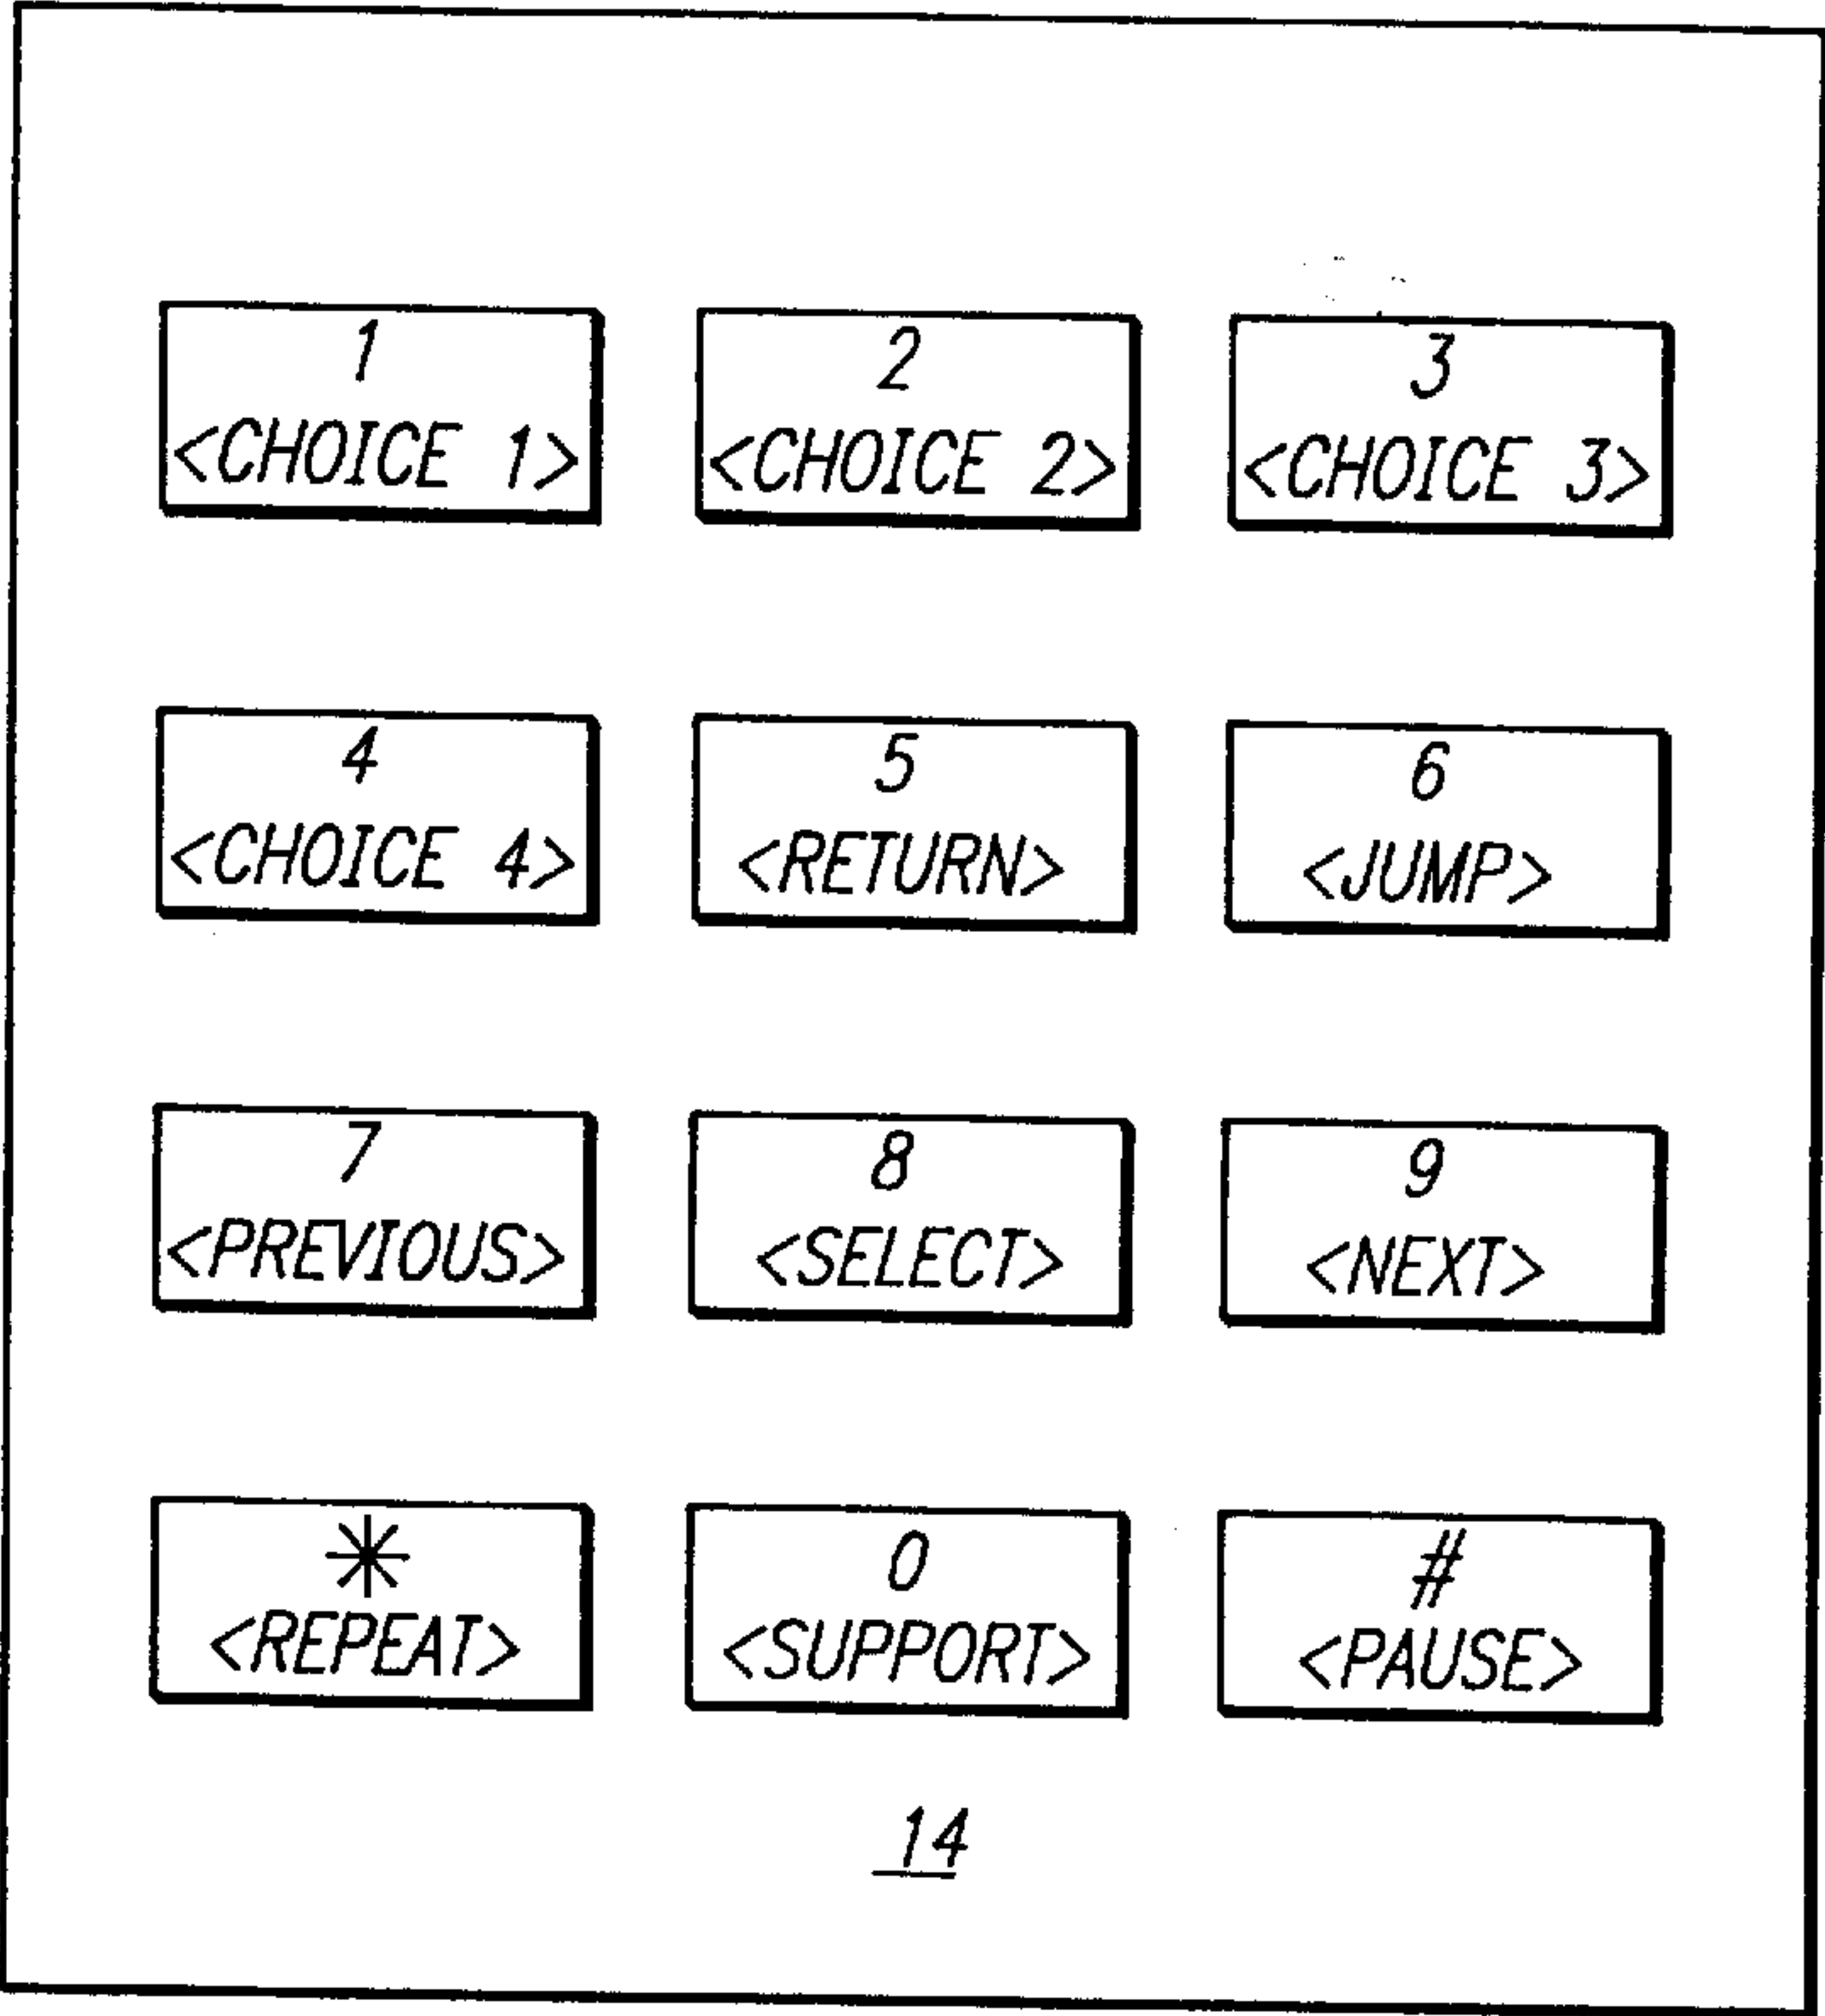 1
<CHOICE 1>
2
<CHOICE 2>
3
<CHOICE 3>
4
<CHOICE 4>
5
<RETURN>
6
<JUMP>
7
<PREVIOUS>
8
<SELECT>
9
<NEXT>
*
<REPEAT>
0
<SUPPORT>
#
<PAUSE>
14